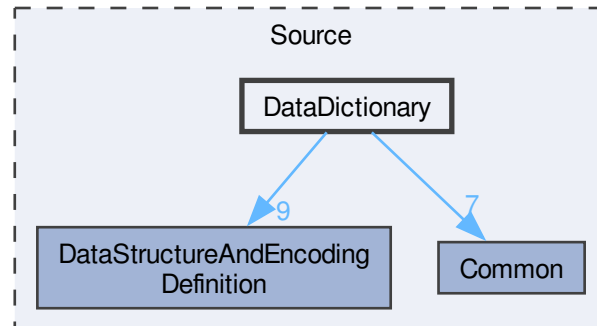 Source
DataDictionary
9
7
DataStructureAndEncoding
Definition
Common